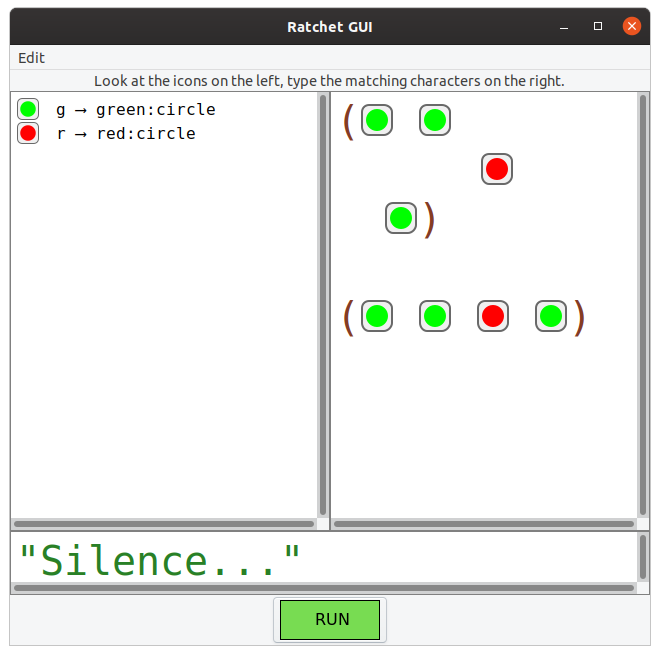 Ratchet GUI
Edit
Look at the icons on the left, type the matching characters on the right.
g → green:circle
r → red:circle
(
)
( )
"Silence..."
RUN